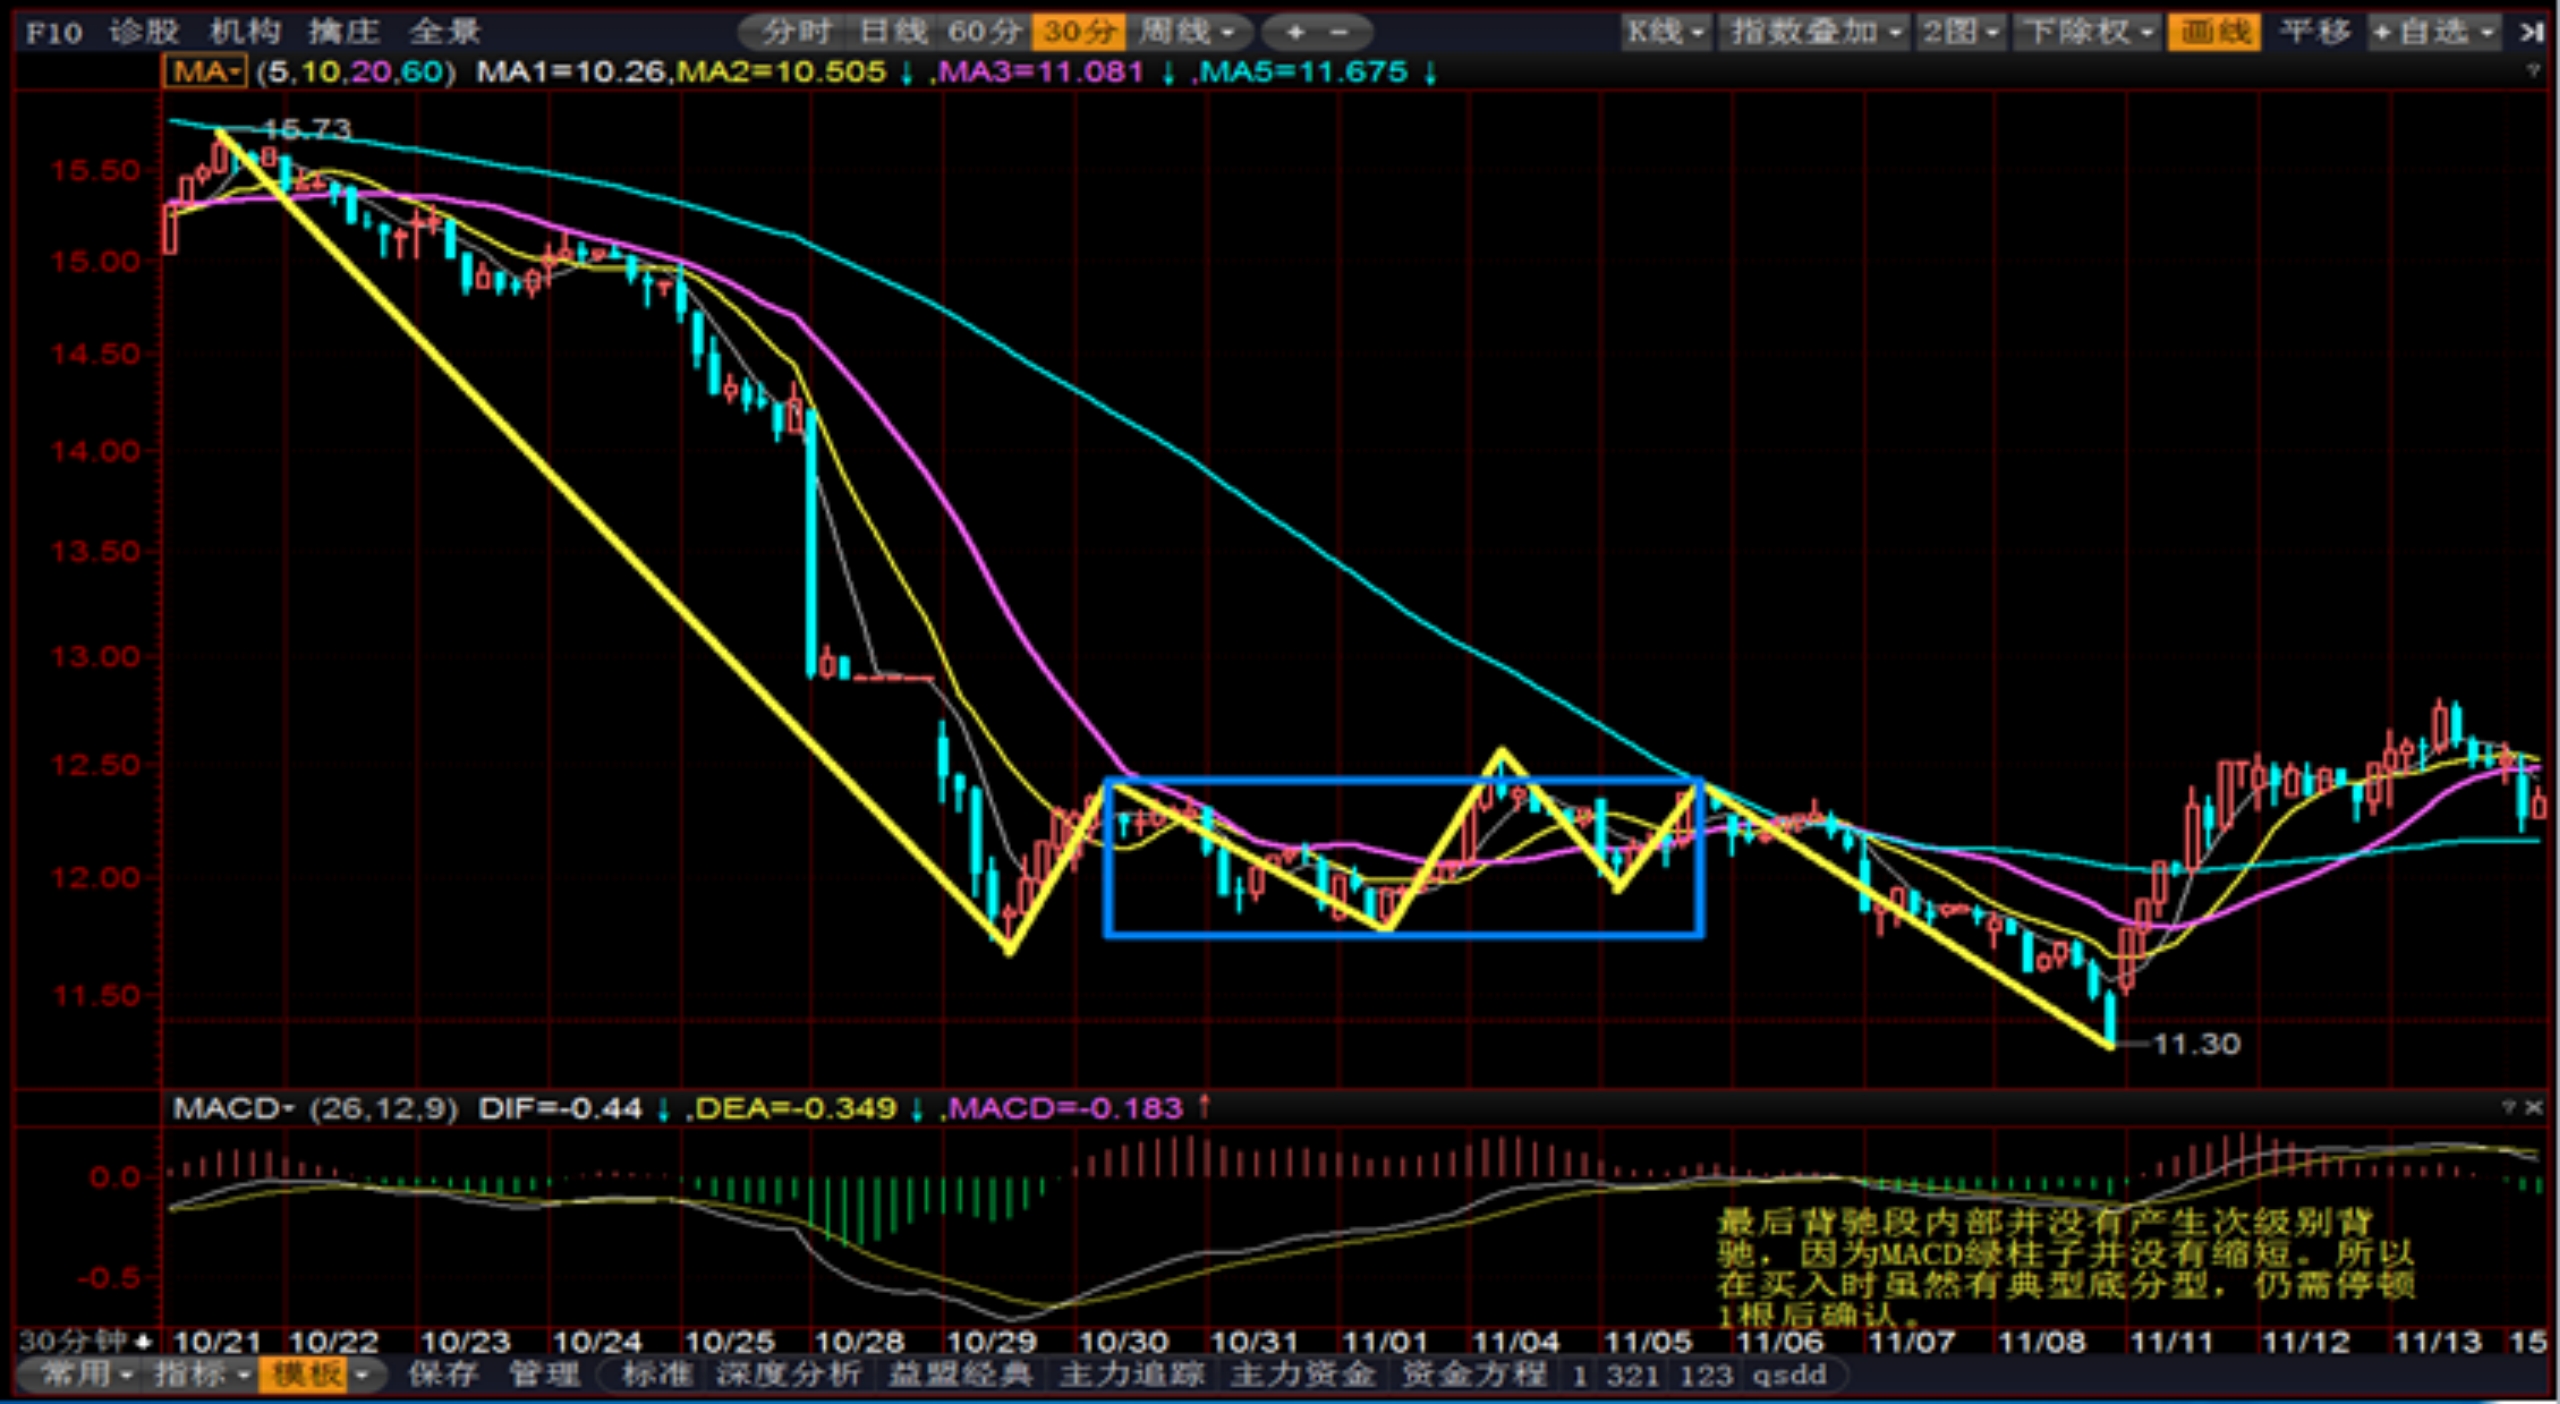 F10 诊股 机构 擒庄 全景 分时 日线 60分 30分 周线 + - K线 指数叠加 2图 下除权 画线 平移 +自选
MA (5,10,20,60) MA1=10.26,MA2=10.505 ↓ ,MA3=11.081 ↓ ,MA5=11.675 ↓ ?
15.73
15.50
15.00
14.50
14.00
13.50
13.00
12.50
12.00
11.50
11.30
MACD (26,12,9) DIF=-0.44 ↓ ,DEA=-0.349 ↓ ,MACD=-0.183 ↑ ? ×
0.0
-0.5
最后背驰段内部并没有产生次级别背
驰，因为MACD绿柱子并没有缩短。所以
在买入时虽然有典型底分型，仍需停顿
1根后确认。
30分钟 10/21 10/22 10/23 10/24 10/25 10/28 10/29 10/30 10/31 11/01 11/04 11/05 11/06 11/07 11/08 11/11 11/12 11/13 15
常用 指标 模板 保存 管理 标准 深度分析 益盟经典 主力追踪 主力资金 资金方程 1 321 123 qsdd